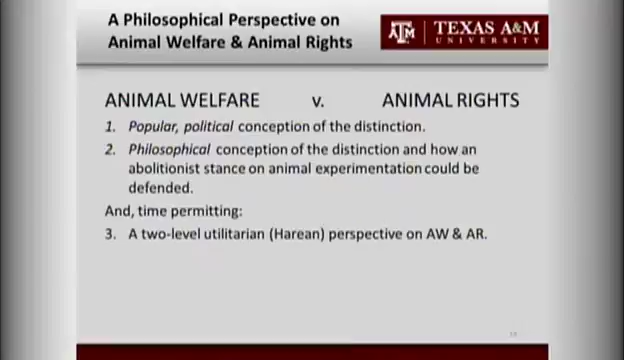 A Philosophical Perspective on
Animal Welfare & Animal Rights
ATM
TEXAS A&M
UNIVERSITY
ANIMAL WELFARE v. ANIMAL RIGHTS
1. Popular, political conception of the distinction.
2. Philosophical conception of the distinction and how an
abolitionist stance on animal experimentation could be
defended.
And, time permitting:
3. A two-level utilitarian (Harean) perspective on AW & AR.